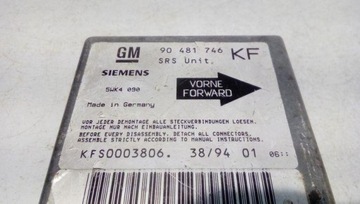 GM 90 481 746 KF
SRS Unit.
SIEMENS
5WK4 090
VORNE
FORWARD
Made in Germany
VOR JEDER DEMONTAGE ALLE STECKVERBINDUNGEN LOESEN.
MONTAGE NUR NACH EINBAUANLEITUNG.
BEFORE EVERY DISASSEMBLY, DETACH ALL CONNECTORS.
ASSEMBLE STRICTLY ACCORDING TO MANUAL INSTRUCTIONS.
KFS0003806. 38/94 01